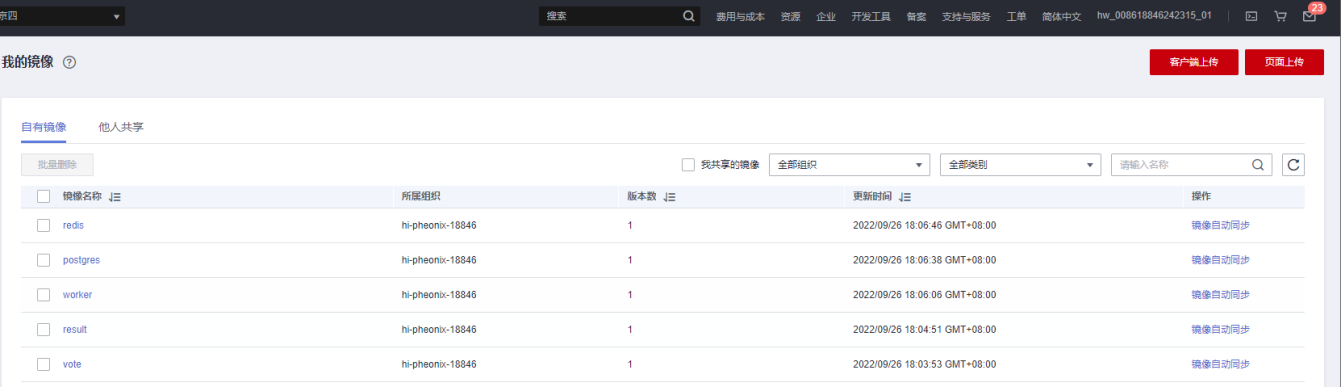 京四 搜索 费用与成本 资源 企业 开发工具 备案 支持与服务 工单 简体中文 hw_008618846242315_01 23
我的镜像 客户端上传 页面上传
自有镜像 他人共享
批量删除 我共享的镜像 全部组织 全部类别 请输入名称
镜像名称 所属组织 版本数 更新时间 操作
redis hi-pheonix-18846 1 2022/09/26 18:06:46 GMT+08:00 镜像自动同步
postgres hi-pheonix-18846 1 2022/09/26 18:06:38 GMT+08:00 镜像自动同步
worker hi-pheonix-18846 1 2022/09/26 18:06:06 GMT+08:00 镜像自动同步
result hi-pheonix-18846 1 2022/09/26 18:04:51 GMT+08:00 镜像自动同步
vote hi-pheonix-18846 1 2022/09/26 18:03:53 GMT+08:00 镜像自动同步